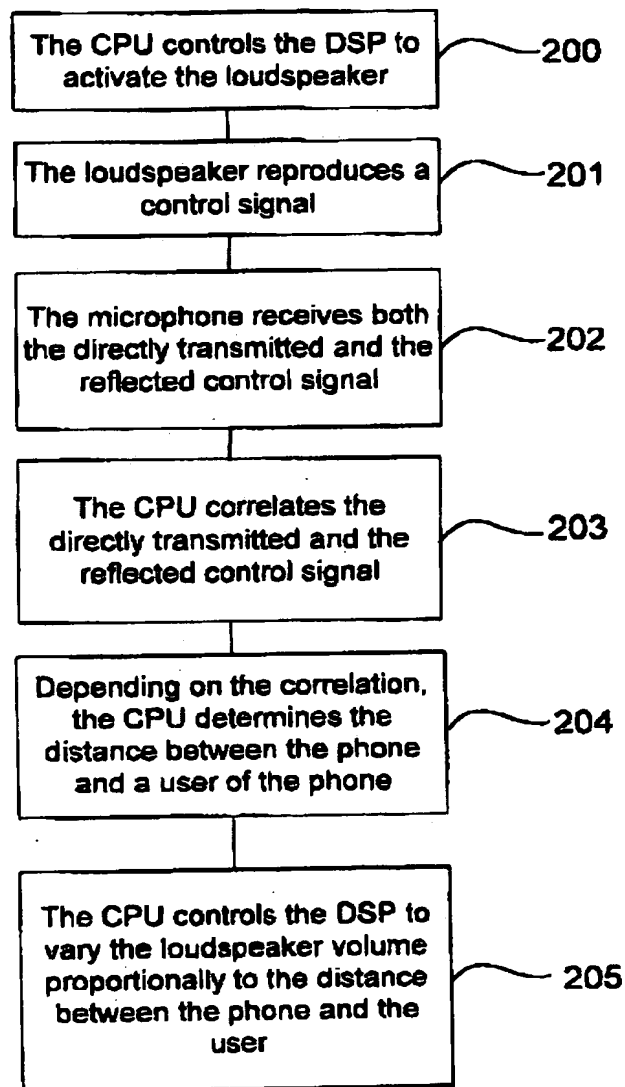 The CPU controls the DSP to
activate the loudspeaker
200
The loudspeaker reproduces a
control signal
201
The microphone receives both
the directly transmitted and the
reflected control signal
202
The CPU correlates the
directly transmitted and the
reflected control signal
203
Depending on the correlation,
the CPU determines the
distance between the phone
and a user of the phone
204
The CPU controls the DSP to
vary the loudspeaker volume
proportionally to the distance
between the phone and the
user
205